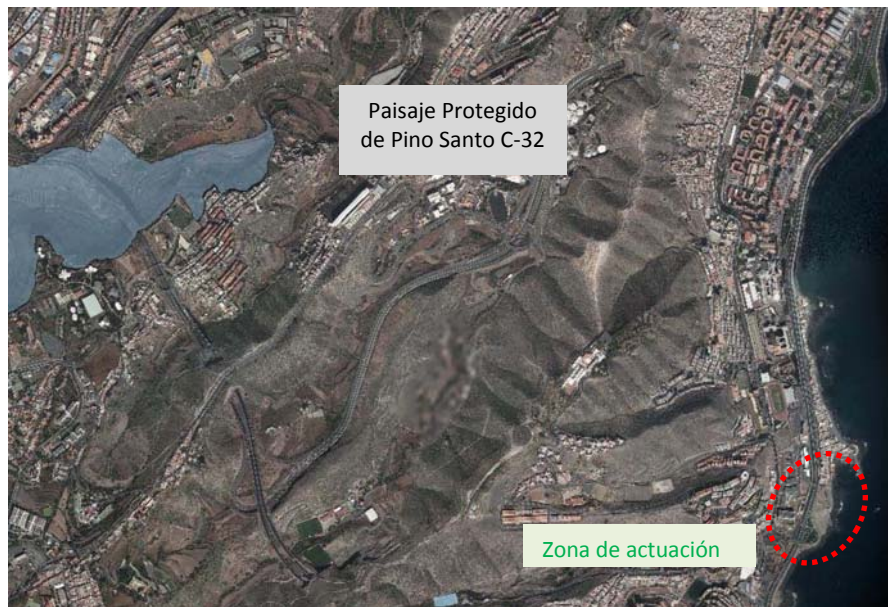 Paisaje Protegido
de Pino Santo C-32
Zona de actuación